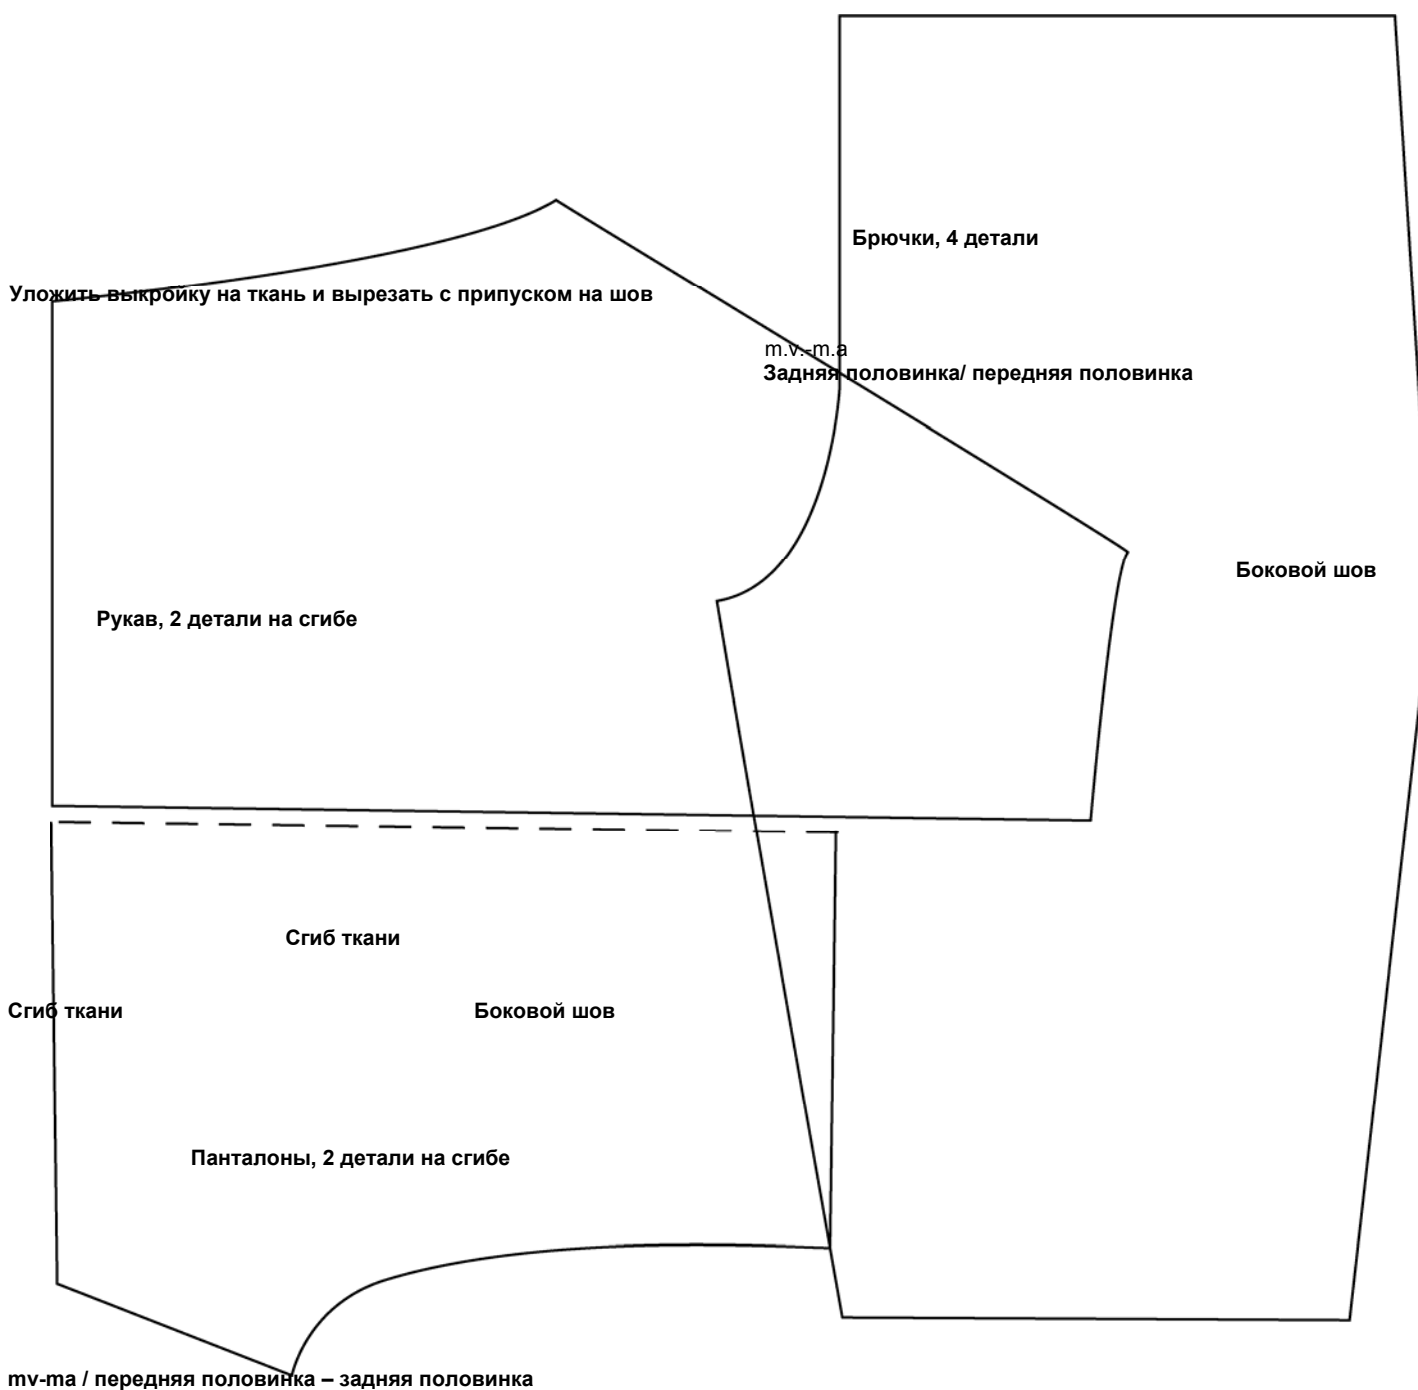 Брючки, 4 детали
Уложить выкройку на ткань и вырезать с припуском на шов
m.v.-m.a
Задняя половинка/ передняя половинка
Боковой шов
Рукав, 2 детали на сгибе
Сгиб ткани
Сгиб ткани
Боковой шов
Панталоны, 2 детали на сгибе
mv-ma / передняя половинка – задняя половинка